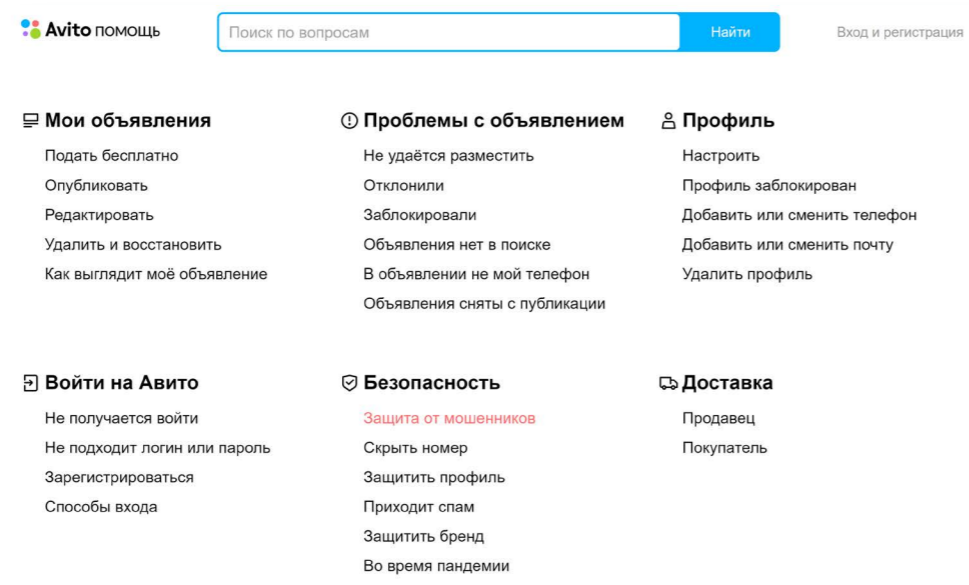 Avito ПОМОЩЬ
Поиск по вопросам
Найти
Вход и регистрация
Мои объявления
Подать бесплатно
Опубликовать
Редактировать
Удалить и восстановить
Как выглядит моё объявление
Проблемы с объявлением
Не удаётся разместить
Отклонили
Заблокировали
Объявления нет в поиске
В объявлении не мой телефон
Объявления сняты с публикации
Профиль
Настроить
Профиль заблокирован
Добавить или сменить телефон
Добавить или сменить почту
Удалить профиль
Войти на Авито
Не получается войти
Не подходит логин или пароль
Зарегистрироваться
Способы входа
Безопасность
Защита от мошенников
Скрыть номер
Защитить профиль
Приходит спам
Защитить бренд
Во время пандемии
Доставка
Продавец
Покупатель